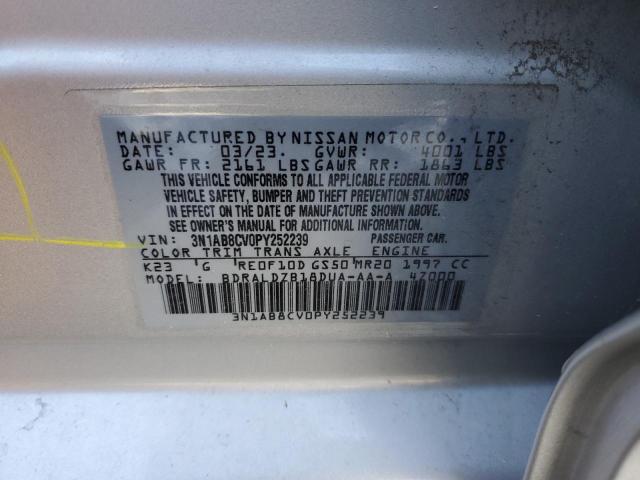 MANUFACTURED BY NISSAN MOTOR CO., LTD.
DATE: 03/23. GVWR: 4001 LBS
GAWR FR: 2161 LBS GAWR RR: 1863 LBS
THIS VEHICLE CONFORMS TO ALL APPLICABLE FEDERAL MOTOR
VEHICLE SAFETY, BUMPER AND THEFT PREVENTION STANDARDS
IN EFFECT ON THE DATE OF MANUFACTURE SHOWN ABOVE.
SEE OWNER'S MANUAL FOR ADDITIONAL INFORMATION
VIN: 3N1AB8CV0PY252239 PASSENGER CAR.
COLOR TRIM TRANS AXLE ENGINE
K23 G RE0F10D GS50 MR20 1997 CC
BDRALDZB18DUA-AA-A 47000
3N1AB8CV0PY252239